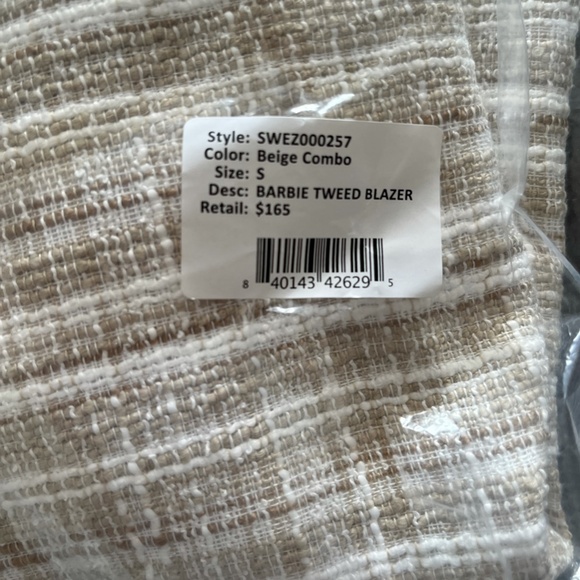 Style: SWEZ000257
Color: Beige Combo
Size: S
Desc: BARBIE TWEED BLAZER
Retail: $165
8 40143 42629 5